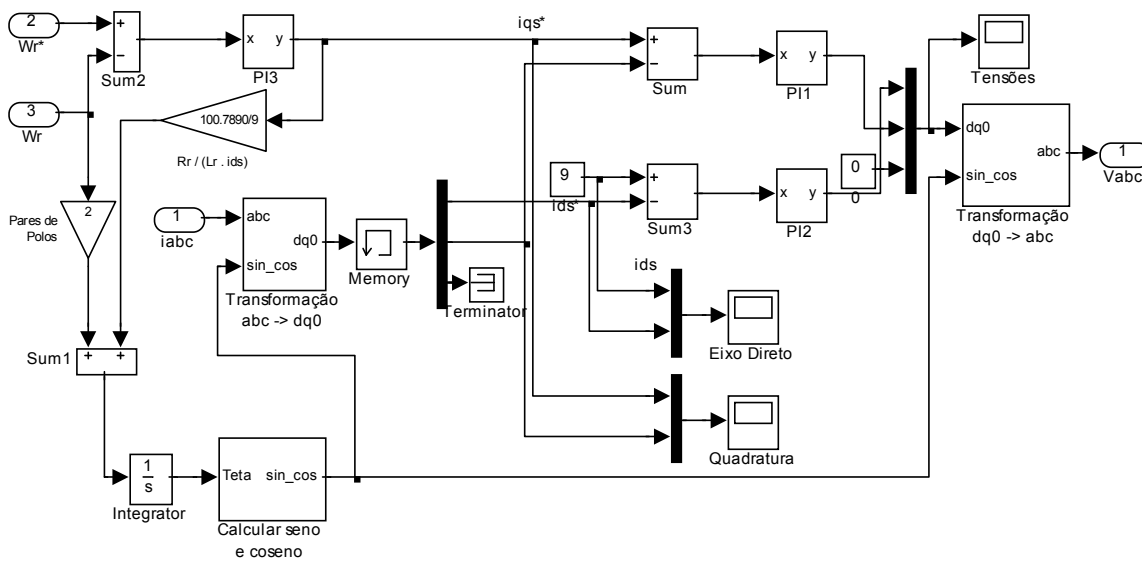 2
+
−
Wr*
Sum2
x y
PI3
iqs*
+
−
Sum
x y
PI1
Tensões
3
Wr
100.7890/9
Rr / (Lr . ids)
dq0
abc
sin_cos
1
Vabc
Transformação
dq0 -> abc
9
ids*
+
−
Sum3
x y
PI2
0
0
2
Pares de
Polos
1
iabc
abc
dq0
sin_cos
Transformação
abc -> dq0
Memory
Terminator
ids
Eixo Direto
Sum1
+ +
Quadratura
1
s
Integrator
Teta sin_cos
Calcular seno
e coseno